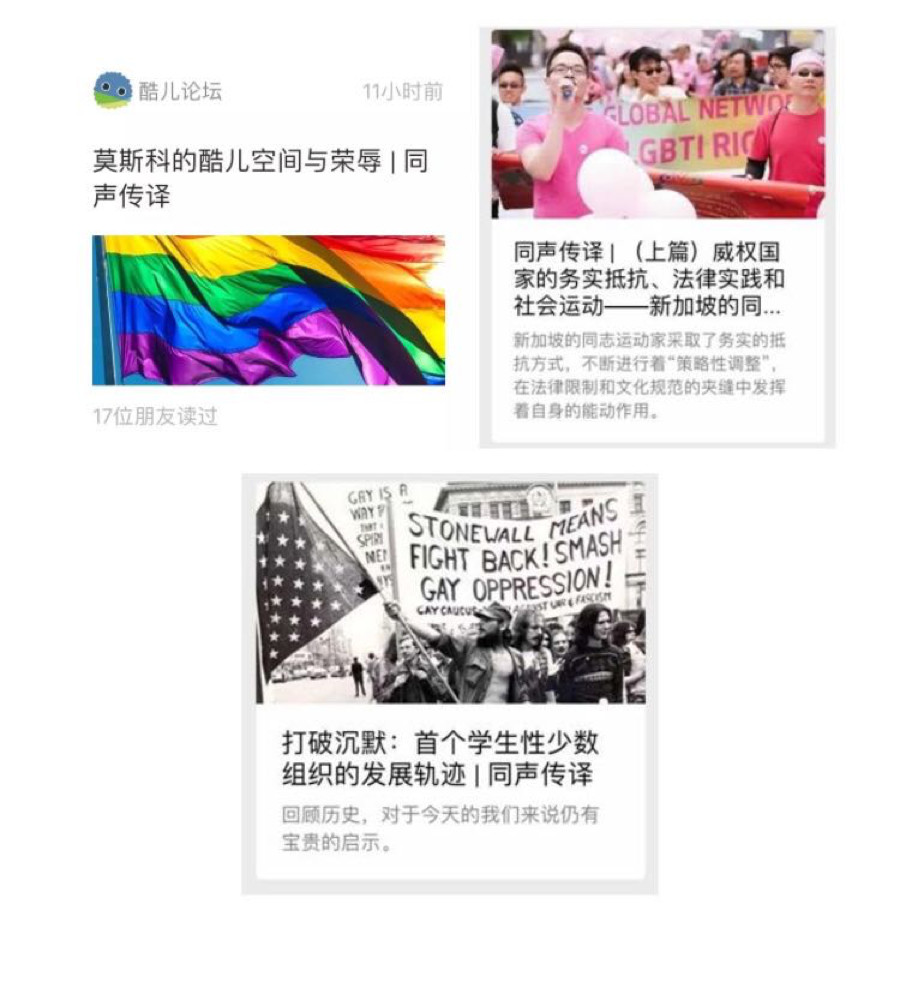 酷儿论坛
11小时前
莫斯科的酷儿空间与荣辱 | 同
声传译
17位朋友读过
GLOBAL NETWO
LGBTI RIG
同声传译 | （上篇）威权国
家的务实抵抗、法律实践和
社会运动——新加坡的同...
新加坡的同志运动家采取了务实的抵
抗方式，不断进行着“策略性调整”，
在法律限制和文化规范的夹缝中发挥
着自身的能动作用。
GAY IS A
WAY
THAT
SPIRI
MEN
STONEWALL MEANS
FIGHT BACK! SMASH
GAY OPPRESSION!
GAY CAUCUS AGAINST WAR & FASCISM
打破沉默：首个学生性少数
组织的发展轨迹 | 同声传译
回顾历史，对于今天的我们来说仍有
宝贵的启示。